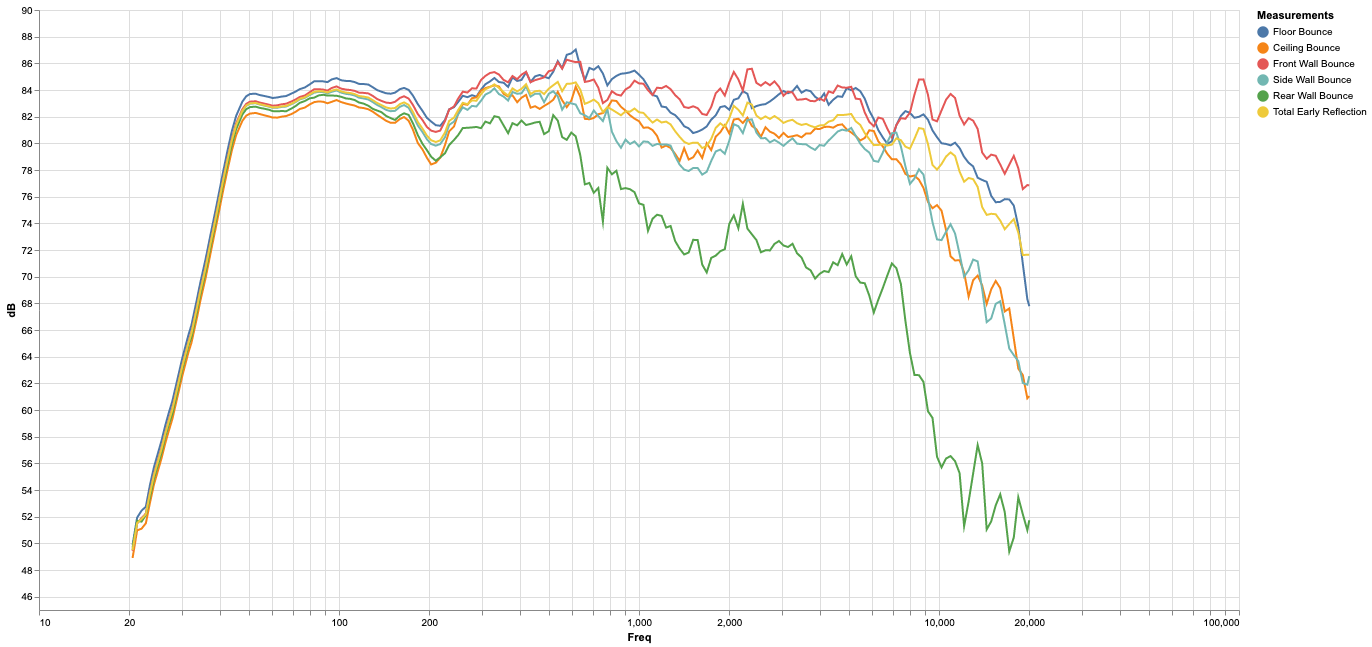 Measurements
Floor Bounce
Ceiling Bounce
Front Wall Bounce
Side Wall Bounce
Rear Wall Bounce
Total Early Reflection
90
88
86
84
82
80
78
76
74
72
70
68
66
64
62
60
58
56
54
52
50
48
46
dB
10 20 100 200 1,000 2,000 10,000 20,000 100,000
Freq